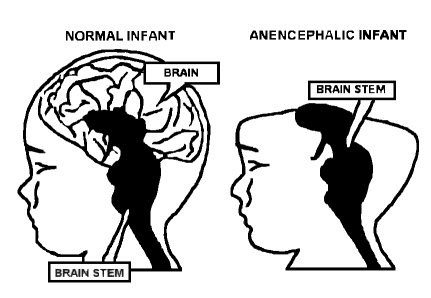 NORMAL INFANT
BRAIN
BRAIN STEM
ANENCEPHALIC INFANT
BRAIN STEM